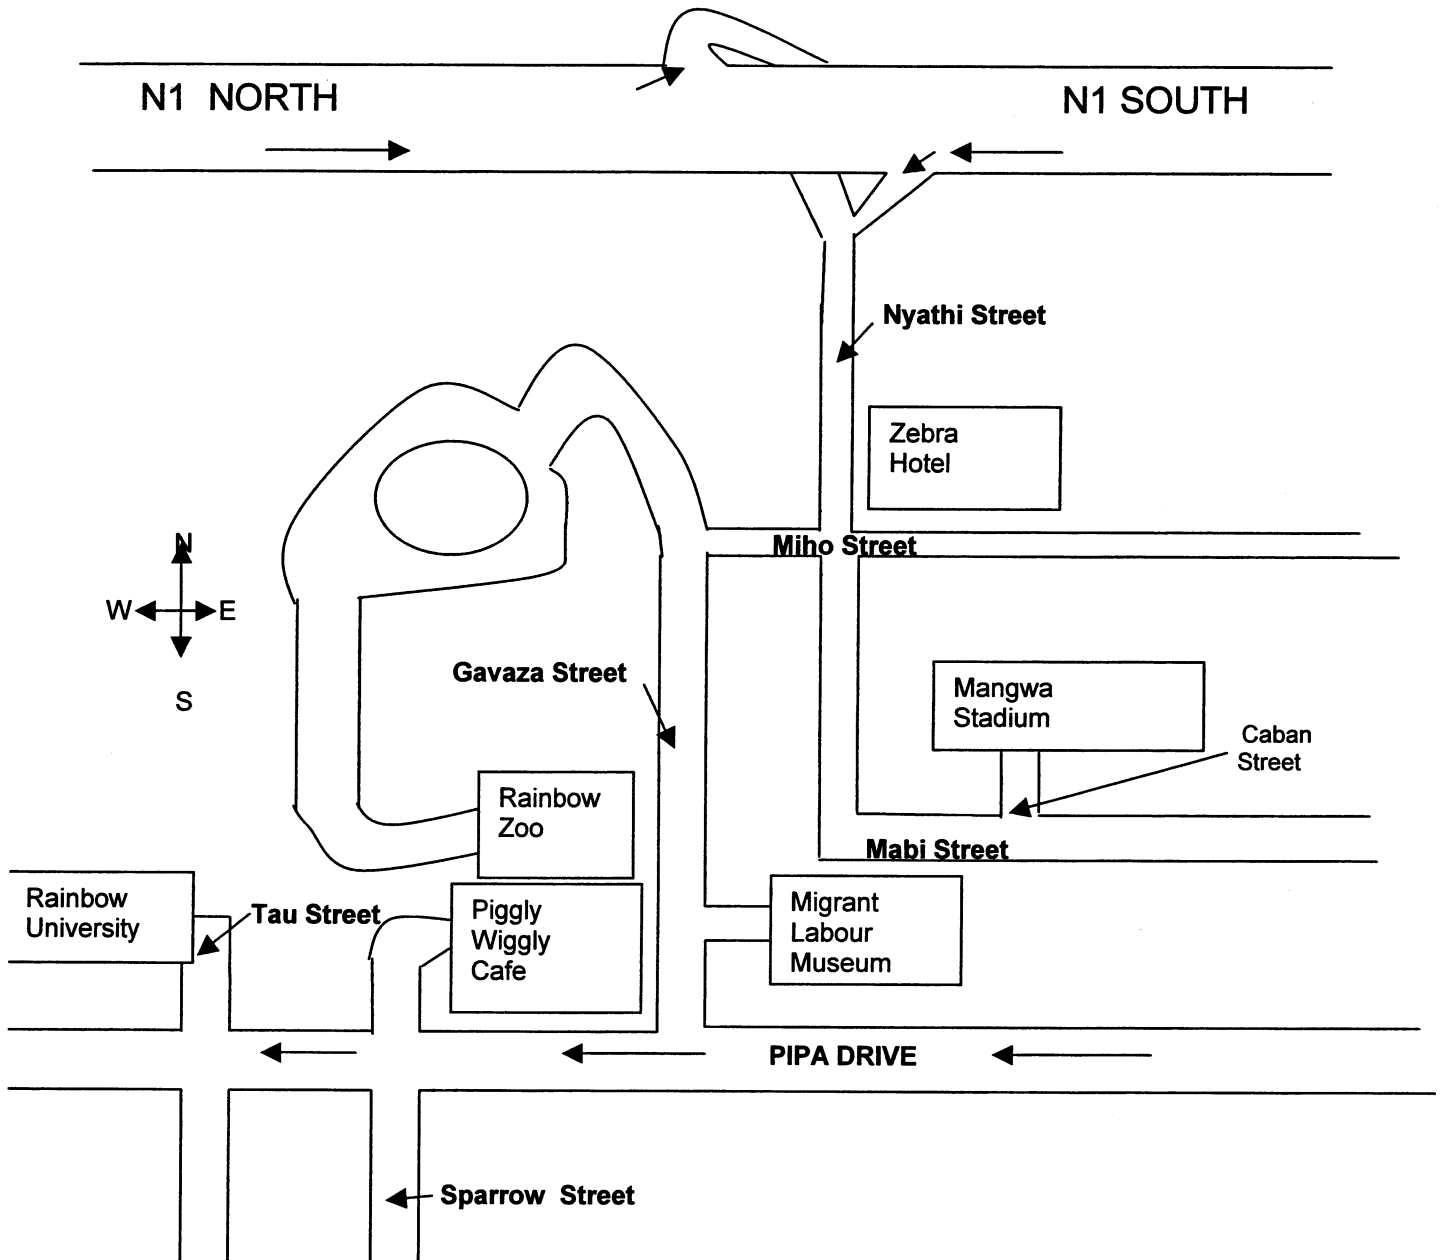 N1 NORTH
N1 SOUTH
Nyathi Street
Zebra
Hotel
Miho Street
N
W E
S
Gavaza Street
Mangwa
Stadium
Caban
Street
Rainbow
Zoo
Mabi Street
Rainbow
University
Tau Street
Piggly
Wiggly
Cafe
Migrant
Labour
Museum
PIPA DRIVE
Sparrow Street